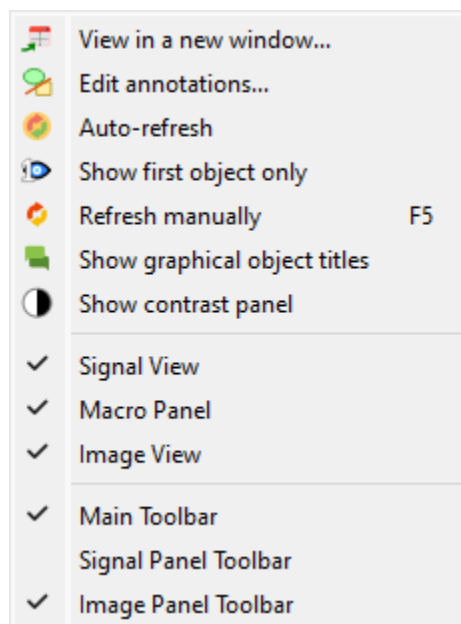 View in a new window...
Edit annotations...
Auto-refresh
Show first object only
Refresh manually F5
Show graphical object titles
Show contrast panel
Signal View
Macro Panel
Image View
Main Toolbar
Signal Panel Toolbar
Image Panel Toolbar